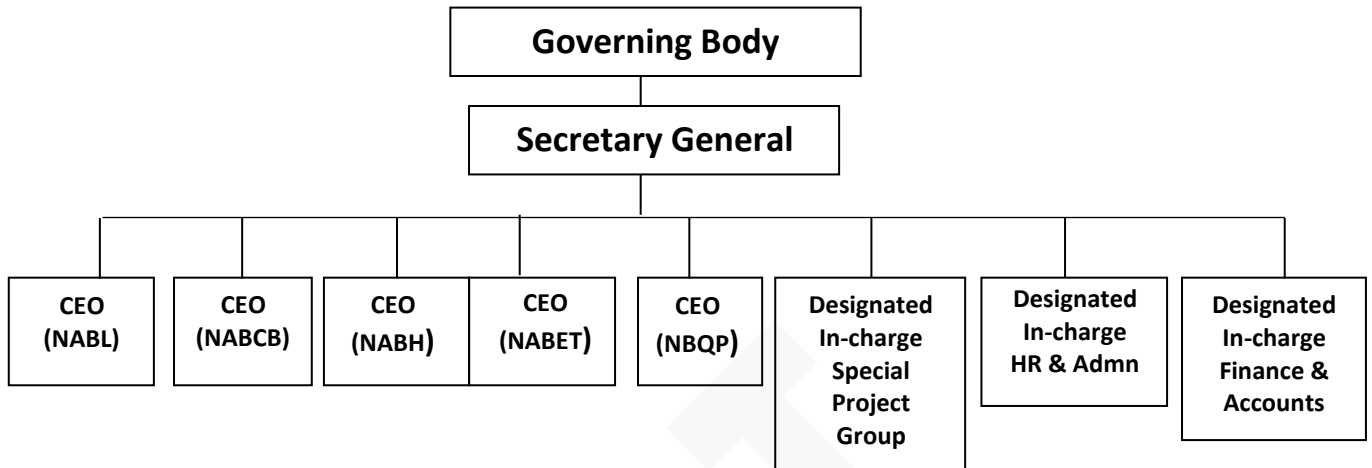 Governing Body
Secretary General
CEO
(NABL)
CEO
(NABCB)
CEO
(NABH)
CEO
(NABET)
CEO
(NBQP)
Designated
In-charge
Special
Project
Group
Designated
In-charge
HR & Admn
Designated
In-charge
Finance &
Accounts